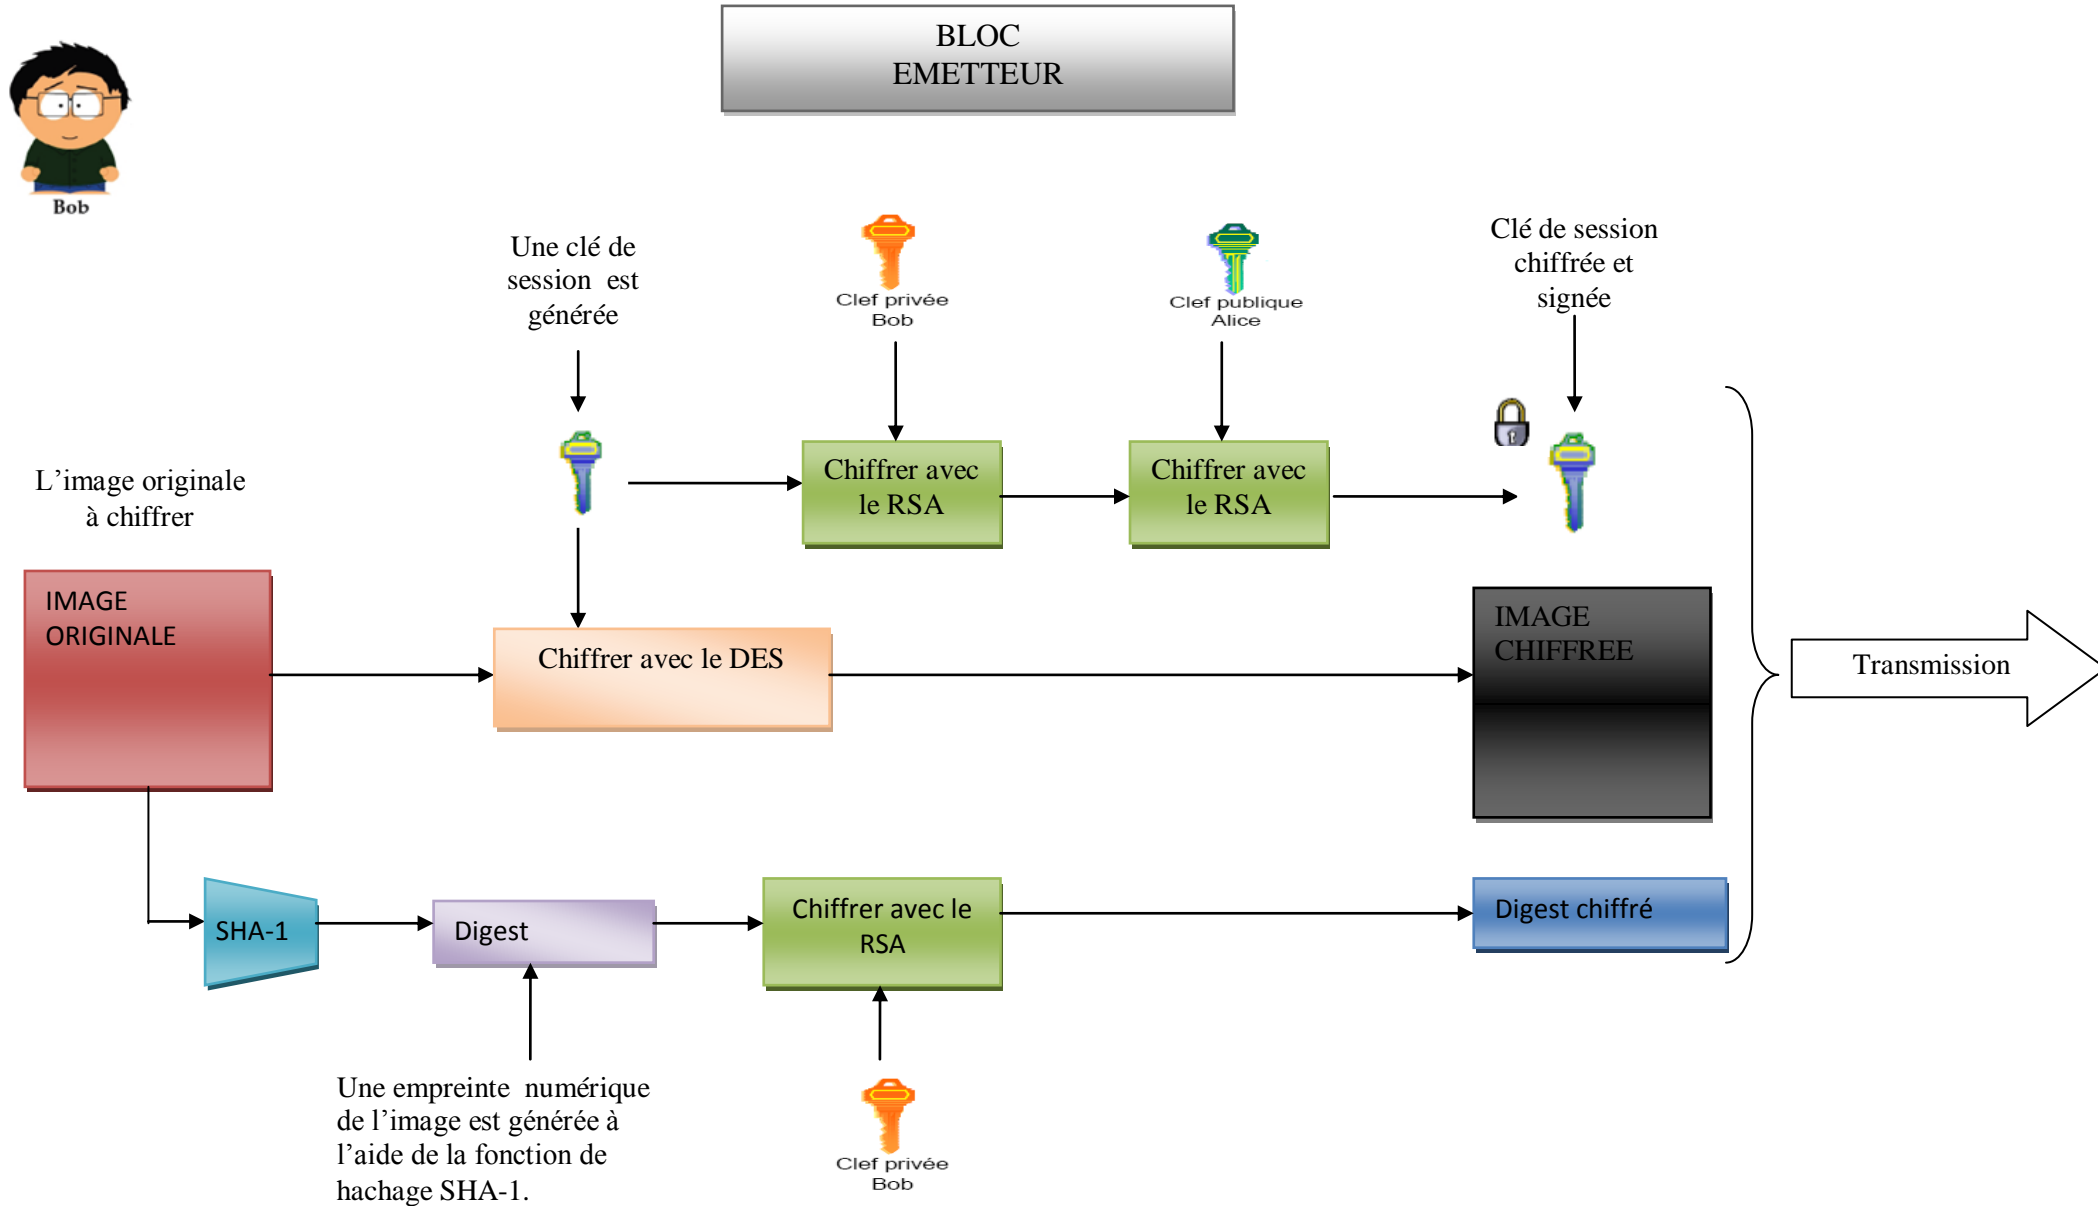 BLOC
EMETTEUR
Bob
Une clé de
session est
générée
Clef privée
Bob
Clef publique
Alice
Clé de session
chiffrée et
signée
L’image originale
à chiffrer
Chiffrer avec
le RSA
Chiffrer avec
le RSA
IMAGE
ORIGINALE
Chiffrer avec le DES
IMAGE
CHIFFREE
Transmission
SHA-1
Digest
Chiffrer avec le
RSA
Digest chiffré
Une empreinte numérique
de l’image est générée à
l’aide de la fonction de
hachage SHA-1.
Clef privée
Bob